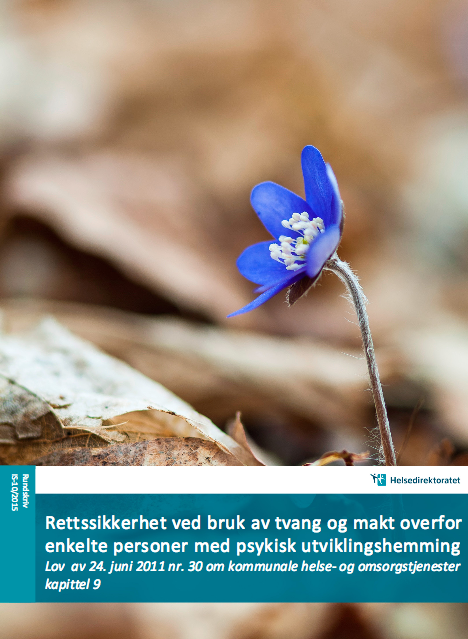 Helsedirektoratet
Rundskriv
IS-10/2015
Rettssikkerhet ved bruk av tvang og makt overfor
enkelte personer med psykisk utviklingshemming
Lov av 24. juni 2011 nr. 30 om kommunale helse- og omsorgstjenester
kapittel 9